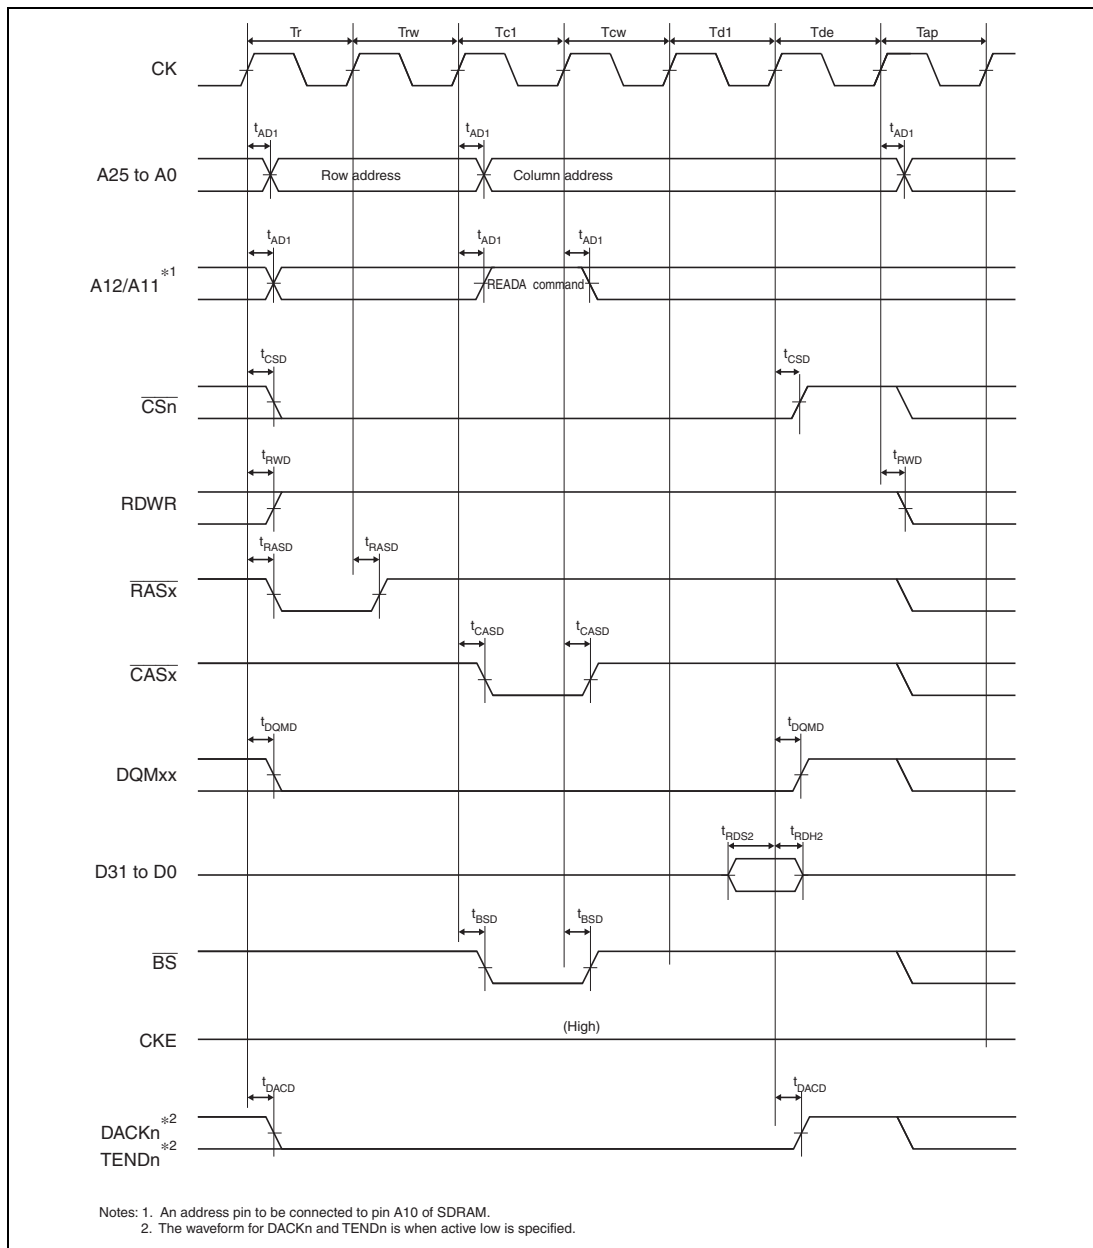 Tr Trw Tc1 Tcw Td1 Tde Tap
CK
tAD1 tAD1 tAD1
A25 to A0 Row address Column address
tAD1 tAD1 tAD1
A12/A11*1 READA command
tCSD tCSD
CSn
tRWD tRWD
RDWR
tRASD tRASD
RASx
tCASD tCASD
CASx
tDQMD tDQMD
DQMxx
tRDS2 tRDH2
D31 to D0
tBSD tBSD
BS
(High)
CKE
tDACD tDACD
DACKn*2
TENDn*2
Notes: 1. An address pin to be connected to pin A10 of SDRAM.
2. The waveform for DACKn and TENDn is when active low is specified.